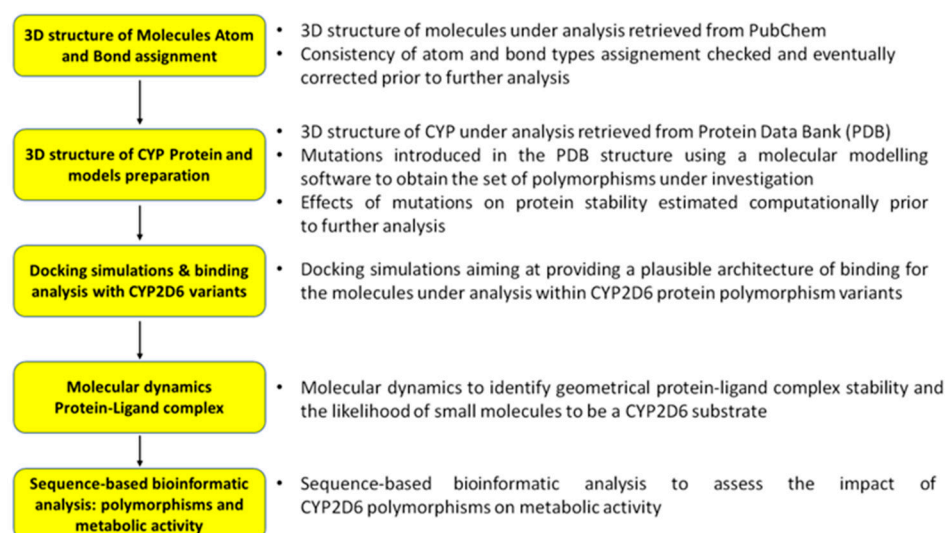 3D structure of Molecules Atom
and Bond assignment
• 3D structure of molecules under analysis retrieved from PubChem
• Consistency of atom and bond types assignement checked and eventually
corrected prior to further analysis
3D structure of CYP Protein and
models preparation
• 3D structure of CYP under analysis retrieved from Protein Data Bank (PDB)
• Mutations introduced in the PDB structure using a molecular modelling
software to obtain the set of polymorphisms under investigation
• Effects of mutations on protein stability estimated computationally prior
to further analysis
Docking simulations & binding
analysis with CYP2D6 variants
• Docking simulations aiming at providing a plausible architecture of binding for
the molecules under analysis within CYP2D6 protein polymorphism variants
Molecular dynamics
Protein-Ligand complex
• Molecular dynamics to identify geometrical protein-ligand complex stability and
the likelihood of small molecules to be a CYP2D6 substrate
Sequence-based bioinformatic
analysis: polymorphisms and
metabolic activity
• Sequence-based bioinformatic analysis to assess the impact of
CYP2D6 polymorphisms on metabolic activity